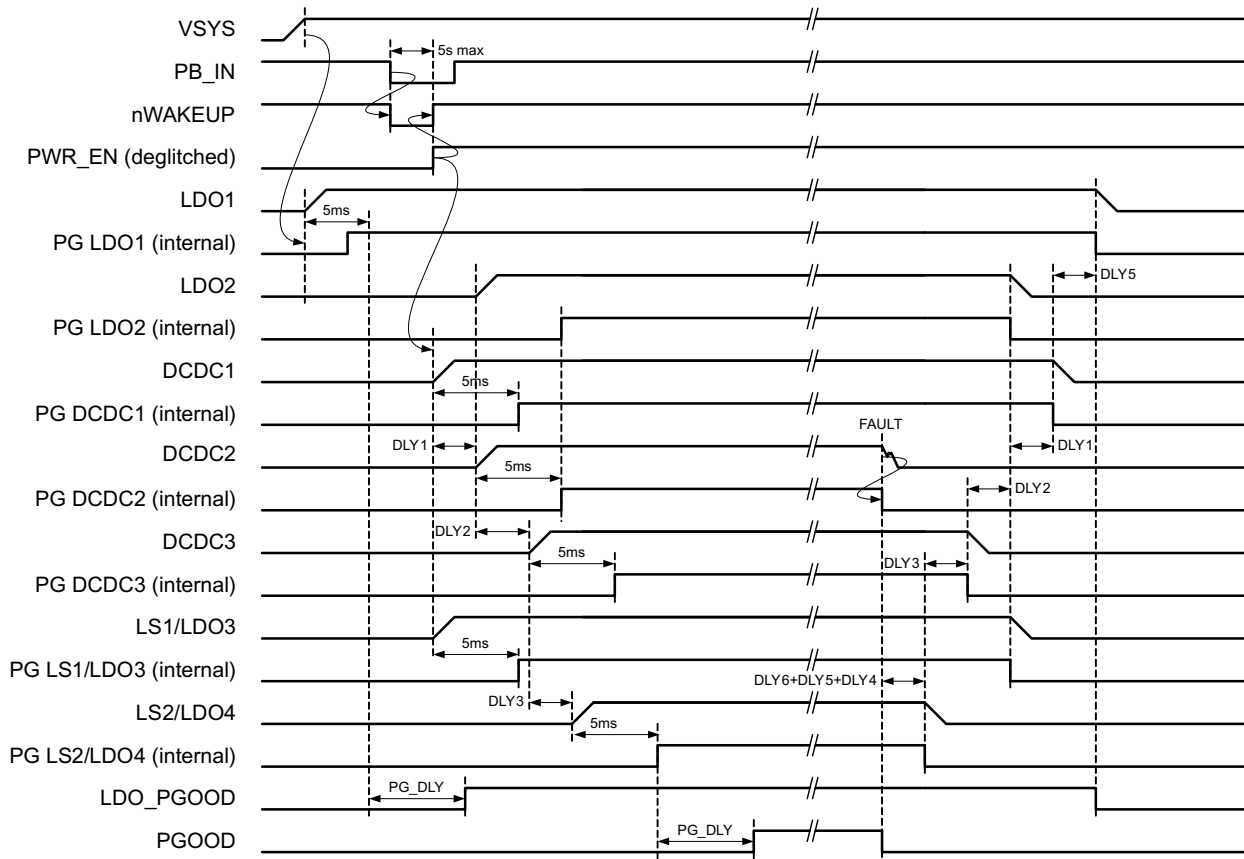 VSYS
5s max
PB_IN
nWAKEUP
PWR_EN (deglitched)
LDO1
5ms
PG LDO1 (internal)
DLY5
LDO2
PG LDO2 (internal)
DCDC1
5ms
PG DCDC1 (internal)
FAULT
DLY1
DLY1
DCDC2
5ms
PG DCDC2 (internal)
DLY2
DLY2
DCDC3
5ms
DLY3
PG DCDC3 (internal)
LS1/LDO3
5ms
PG LS1/LDO3 (internal)
DLY6+DLY5+DLY4
DLY3
LS2/LDO4
5ms
PG LS2/LDO4 (internal)
PG_DLY
LDO_PGOOD
PG_DLY
PGOOD